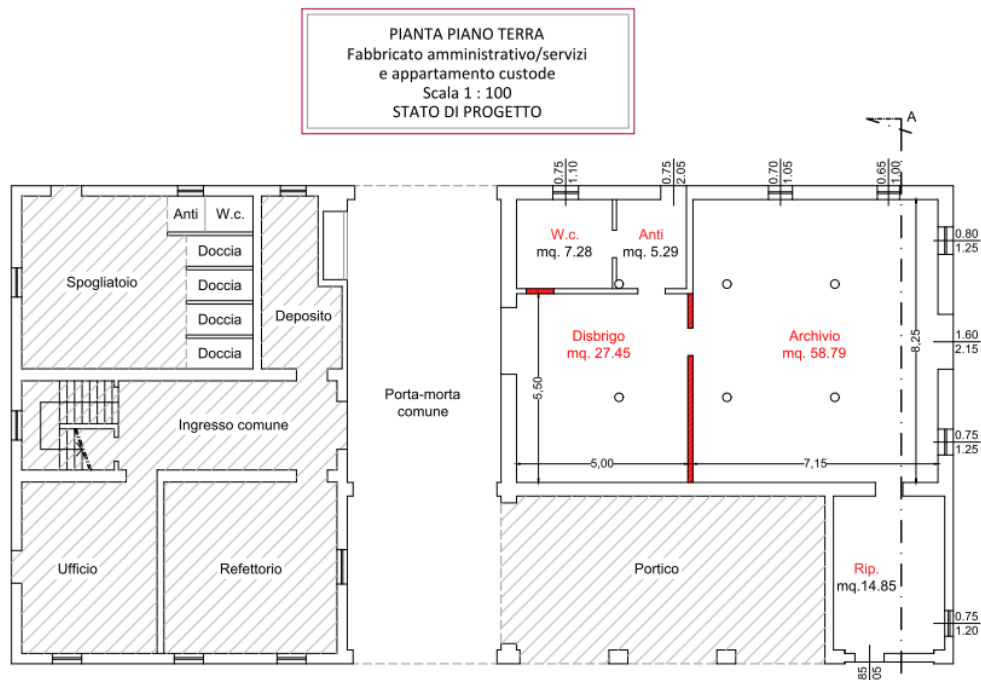 PIANTA PIANO TERRA
Fabbricato amministrativo/servizi
e appartamento custode
Scala 1 : 100
STATO DI PROGETTO
A
0.75
1.10
0.75
2.05
0.70
1.05
0.65
1.00
Anti
W.c.
Doccia
Doccia
Doccia
Doccia
Spogliatoio
Deposito
Ingresso comune
Ufficio
Refettorio
Porta-morta
comune
W.c.
mq. 7.28
Anti
mq. 5.29
Disbrigo
mq. 27.45
Archivio
mq. 58.79
5,50
5,00
7,15
8,25
0.80
1.25
1.60
2.15
0.75
1.25
Portico
Rip.
mq.14.85
0.75
1.20
85
05